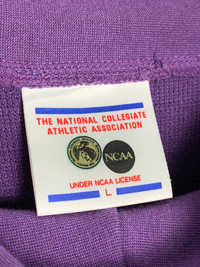 THE NATIONAL COLLEGIATE
ATHLETIC ASSOCIATION
NCAA
UNDER NCAA LICENSE
L